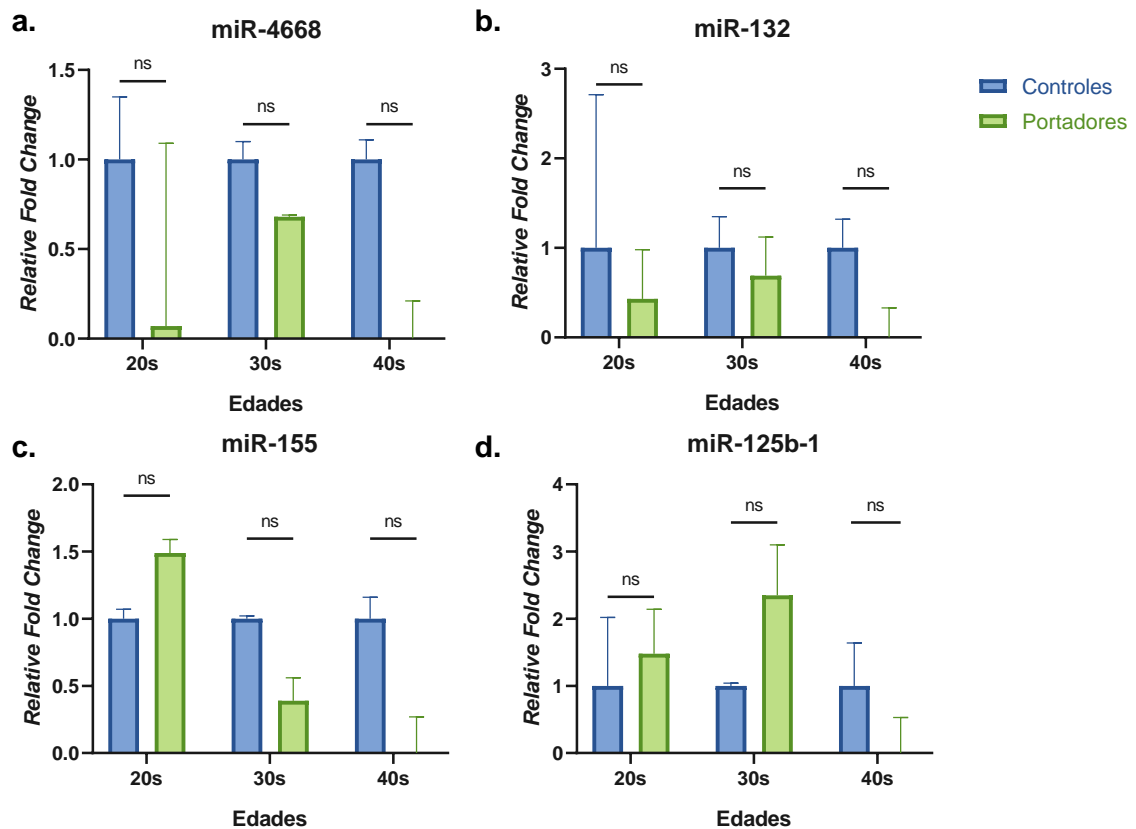 a.
miR-4668
Relative Fold Change
1.5
1.0
0.5
0.0
ns
ns
ns
20s
30s
40s
Edades
b.
miR-132
Relative Fold Change
3
2
1
0
ns
ns
ns
20s
30s
40s
Edades
Controles
Portadores
c.
miR-155
Relative Fold Change
2.0
1.5
1.0
0.5
0.0
ns
ns
ns
20s
30s
40s
Edades
d.
miR-125b-1
Relative Fold Change
4
3
2
1
0
ns
ns
ns
20s
30s
40s
Edades